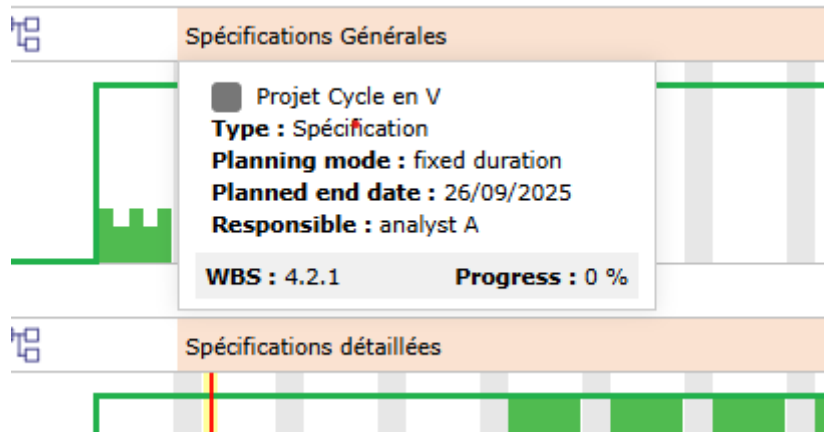 Spécifications Générales
Projet Cycle en V
Type : Spécification
Planning mode : fixed duration
Planned end date : 26/09/2025
Responsible : analyst A
WBS : 4.2.1 Progress : 0 %
Spécifications détaillées